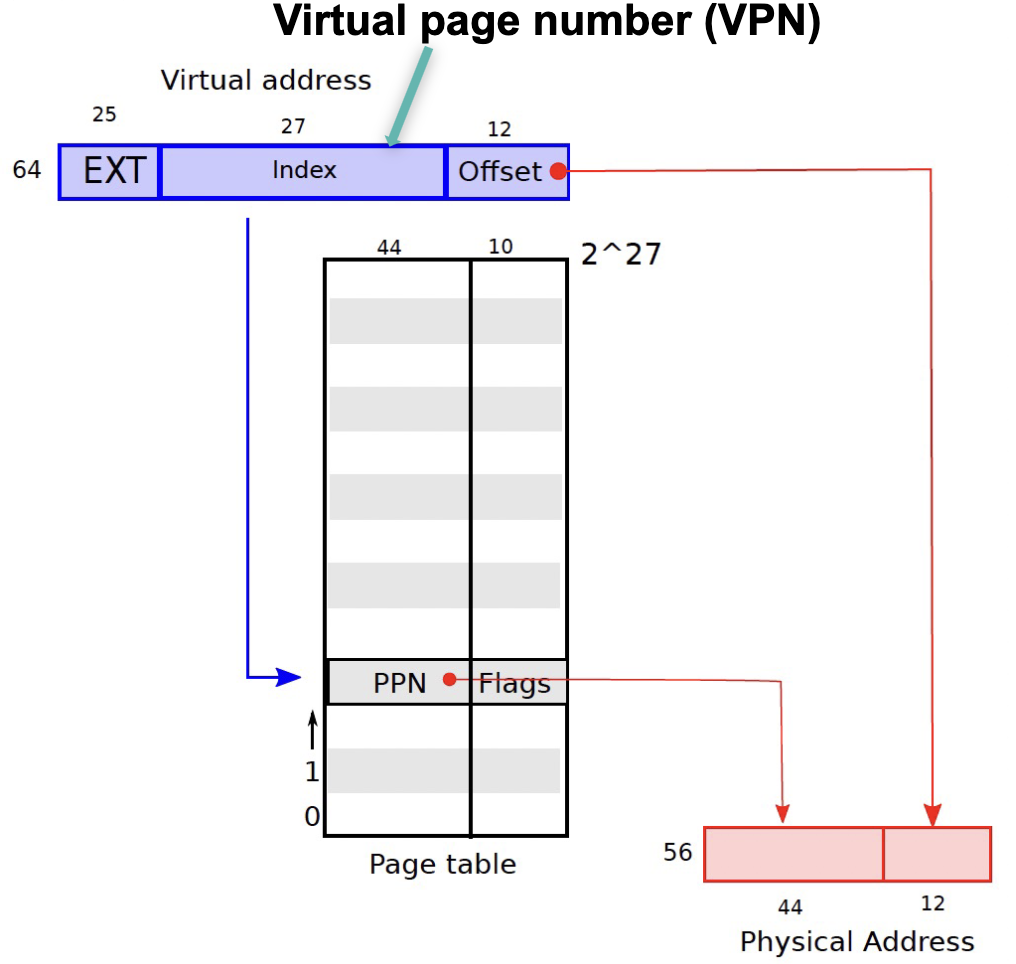 Virtual page number (VPN)
Virtual address
25
27
12
64
EXT
Index
Offset
44
10
2^27
PPN
Flags
1
0
Page table
56
44
12
Physical Address